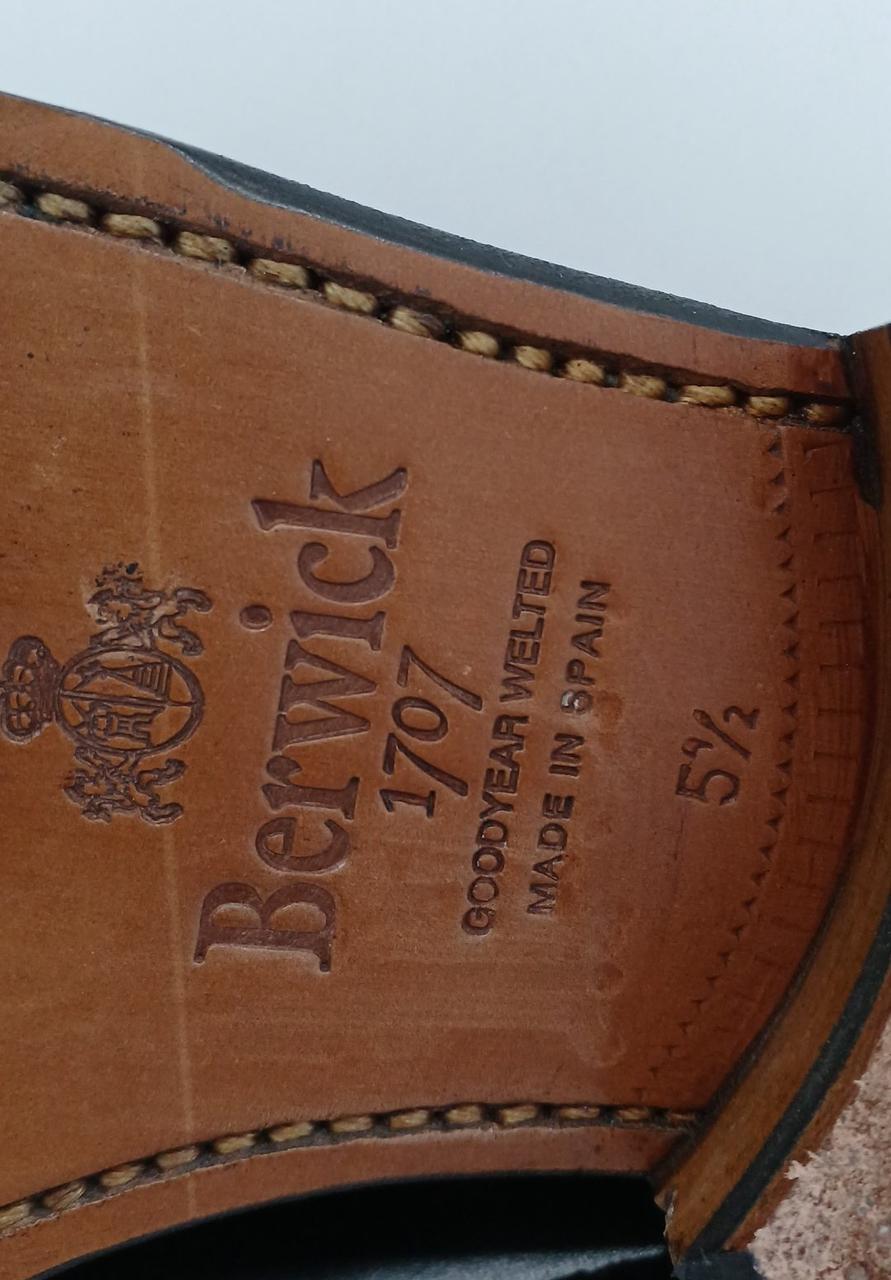 Berwick
1707
GOODYEAR WELTED
MADE IN SPAIN
5½